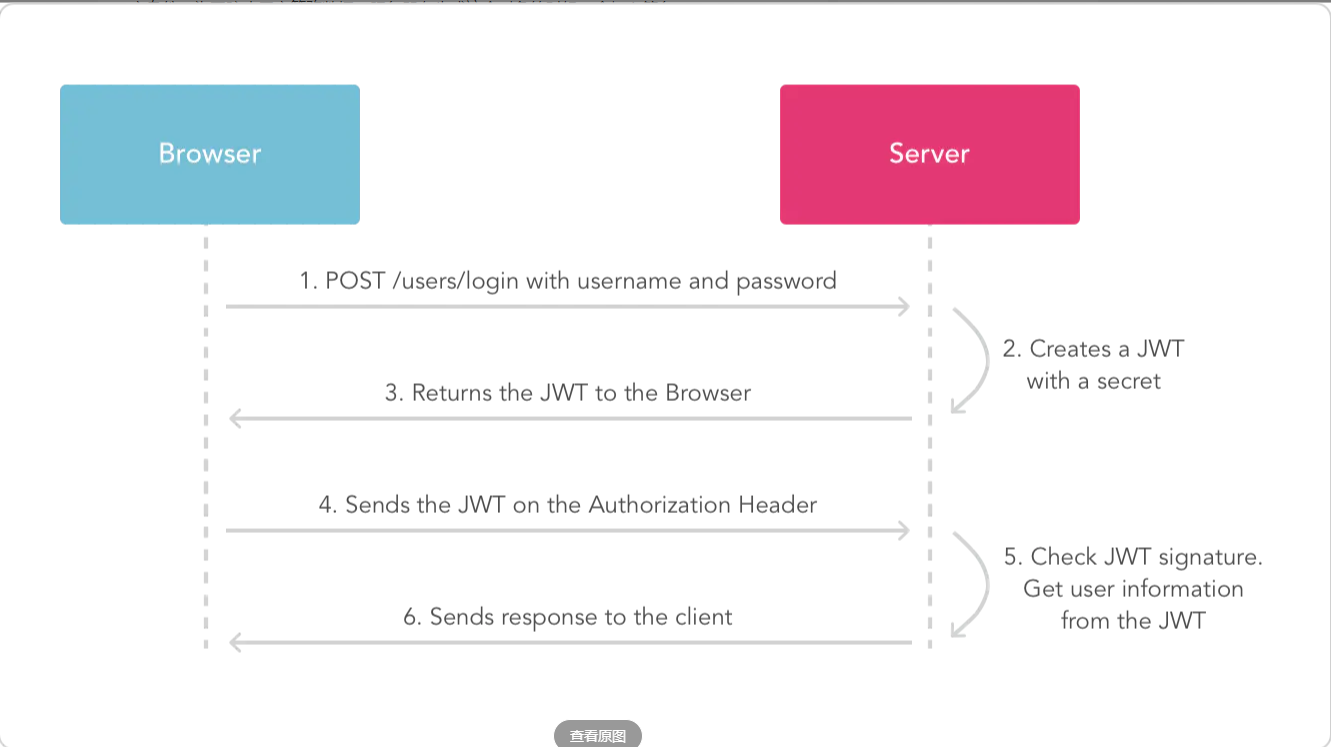 Browser
Server
1. POST /users/login with username and password
2. Creates a JWT
with a secret
3. Returns the JWT to the Browser
4. Sends the JWT on the Authorization Header
5. Check JWT signature.
Get user information
from the JWT
6. Sends response to the client
查看原图